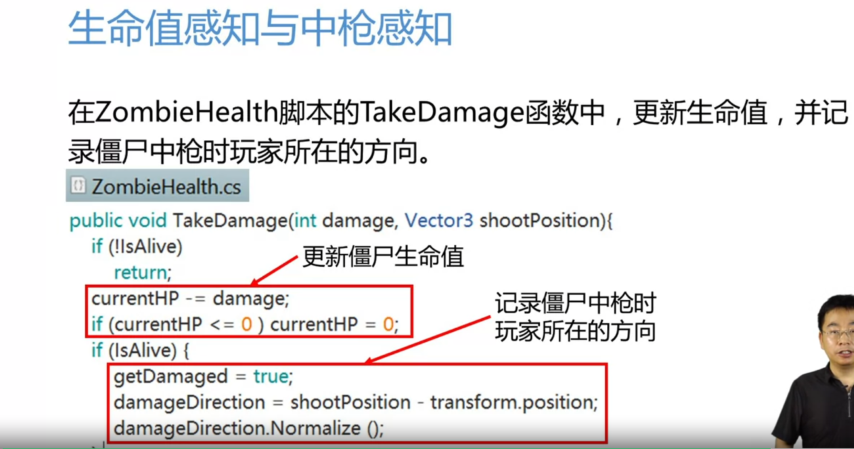 生命值感知与中枪感知
在ZombieHealth脚本的TakeDamage函数中，更新生命值，并记
录僵尸中枪时玩家所在的方向。
ZombieHealth.cs
public void TakeDamage(int damage, Vector3 shootPosition){
if (!IsAlive)
return;
更新僵尸生命值
currentHP -= damage;
if (currentHP <= 0 ) currentHP = 0;
记录僵尸中枪时
玩家所在的方向
if (IsAlive) {
getDamaged = true;
damageDirection = shootPosition - transform.position;
damageDirection.Normalize ();